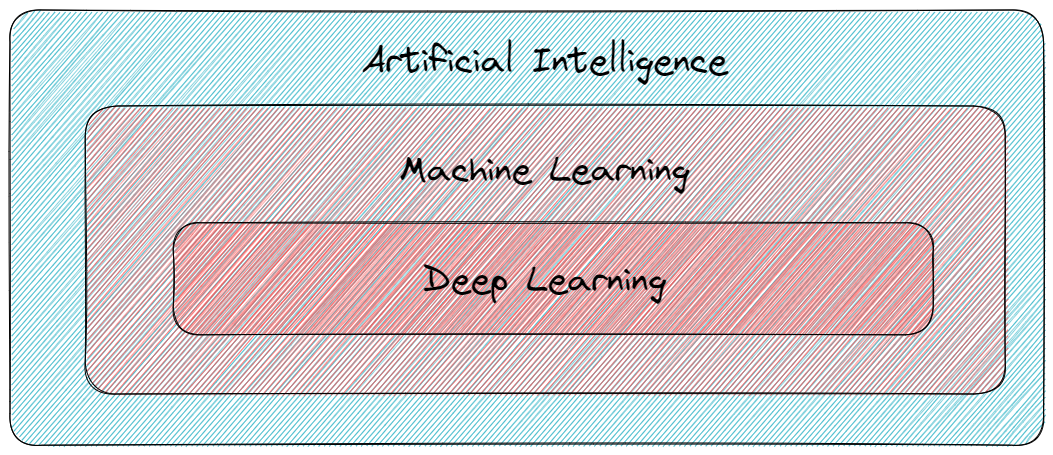 Artificial Intelligence
Machine Learning
Deep Learning